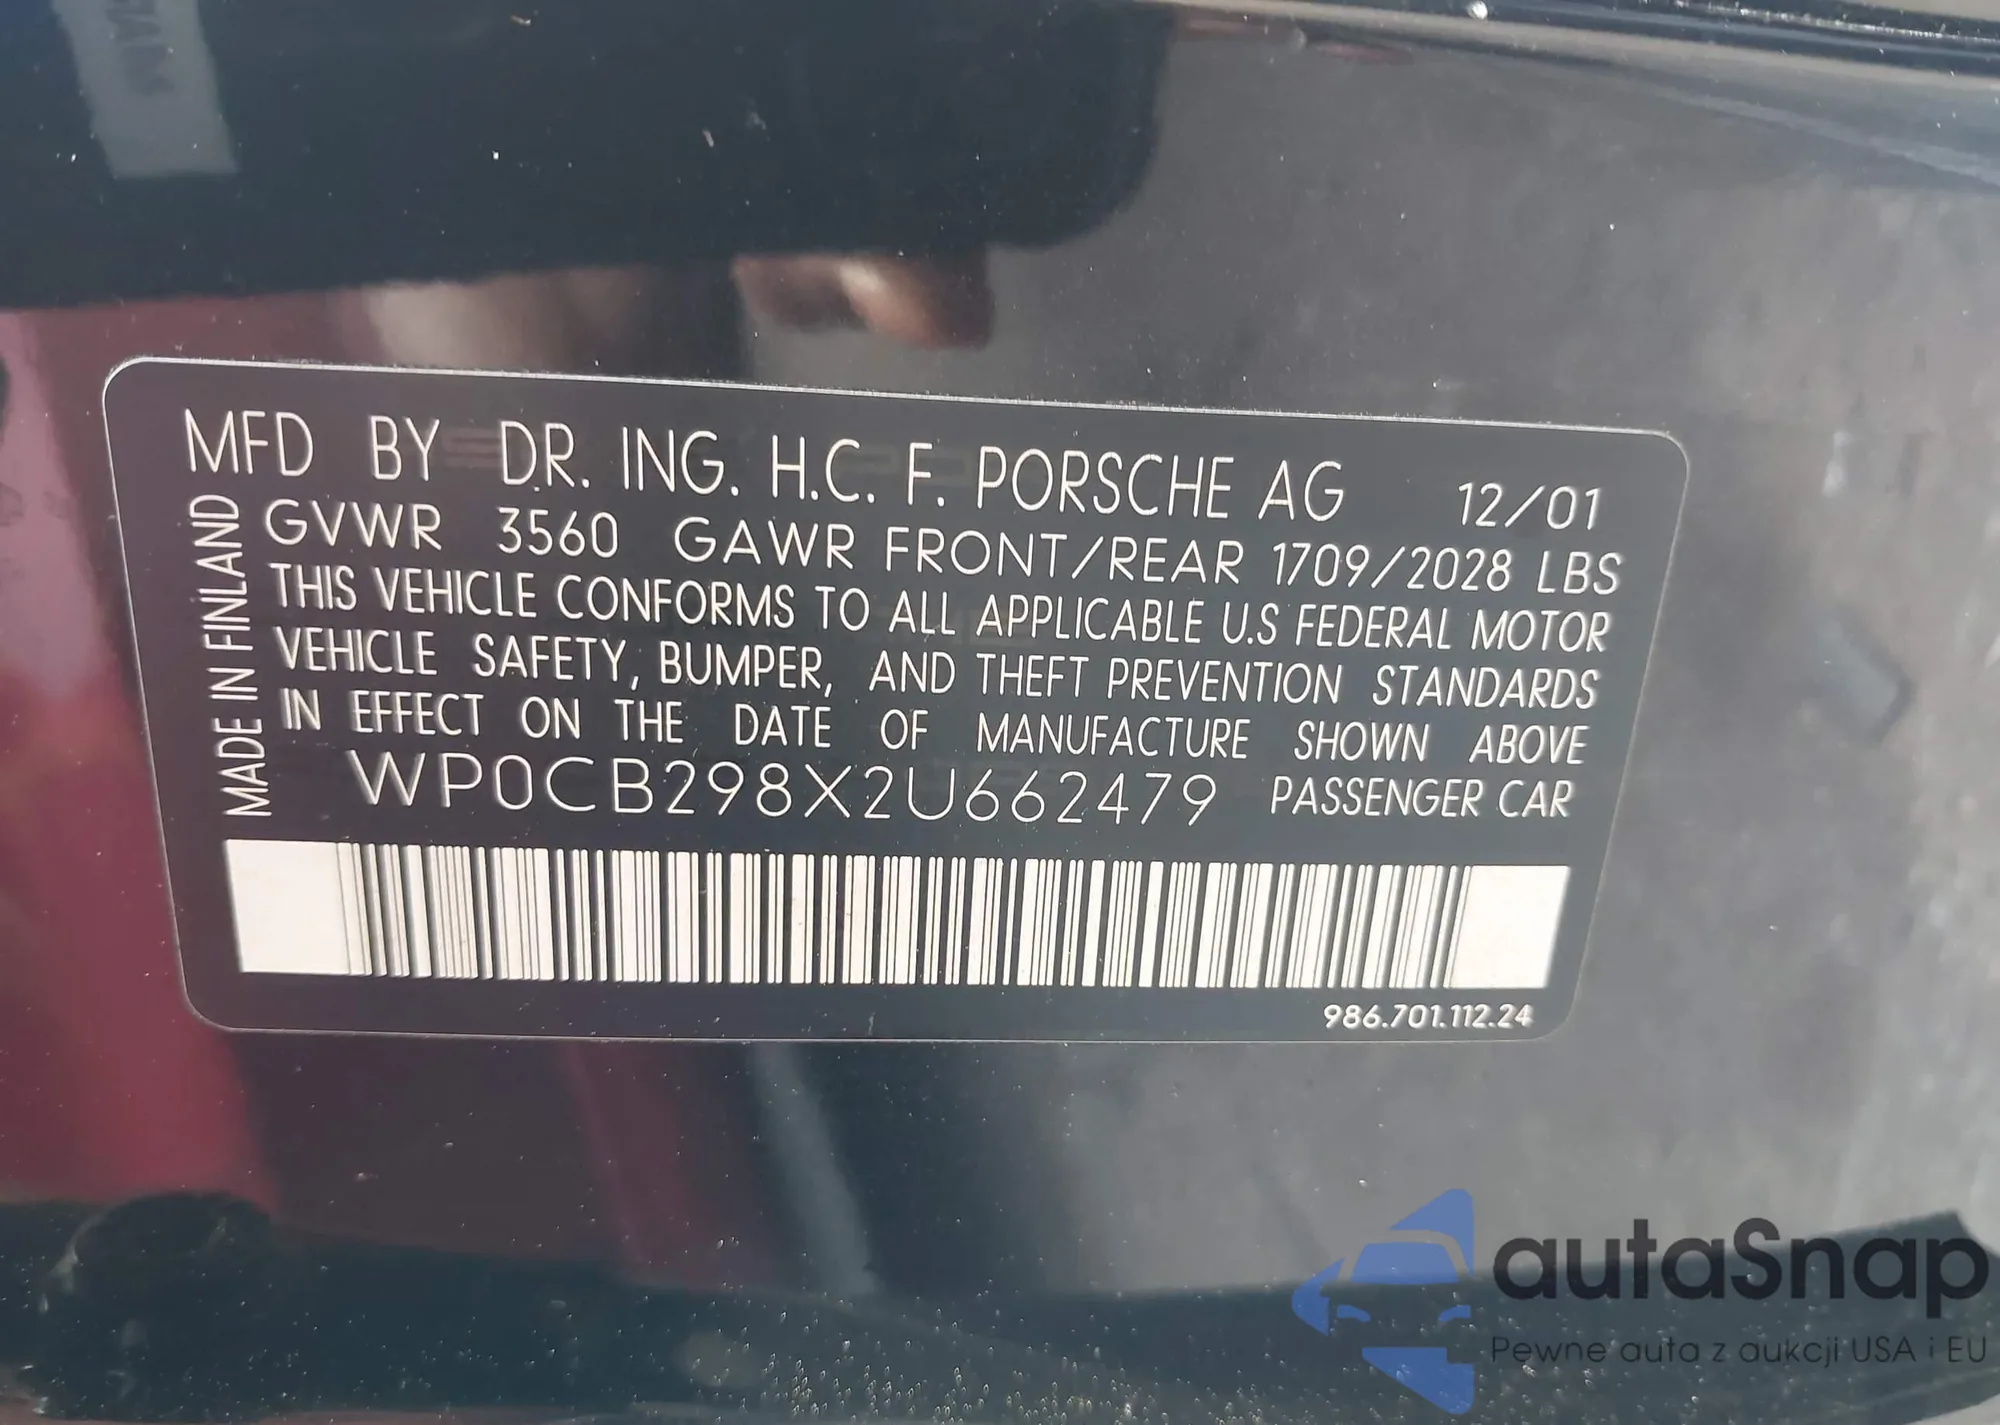 MFD BY DR. ING. H.C. F. PORSCHE AG 12/01
GVWR 3560 GAWR FRONT/REAR 1709/2028 LBS
THIS VEHICLE CONFORMS TO ALL APPLICABLE U.S FEDERAL MOTOR
VEHICLE SAFETY, BUMPER, AND THEFT PREVENTION STANDARDS
IN EFFECT ON THE DATE OF MANUFACTURE SHOWN ABOVE
WP0CB298X2U662479 PASSENGER CAR
MADE IN FINLAND
986.701.112.24
autaSnap
Pewne auta z aukcji USA i EU